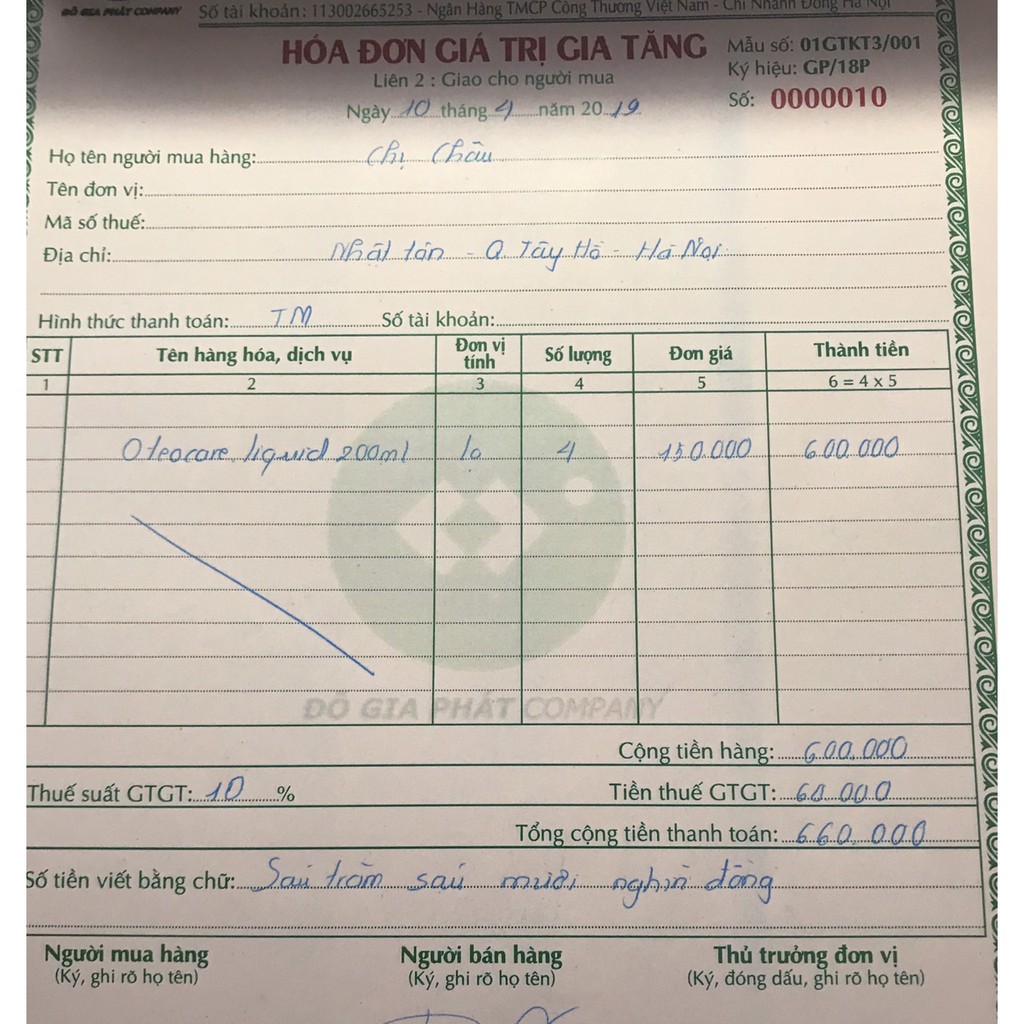 ĐÔ GIA PHÁT COMPANY
Số tài khoản: 113002665253 - Ngân Hàng TMCP Công Thương Việt Nam - Chi Nhánh Đông Hà Nội
HÓA ĐƠN GIÁ TRỊ GIA TĂNG
Mẫu số: 01GTKT3/001
Liên 2 : Giao cho người mua
Ký hiệu: GP/18P
Ngày 10 tháng 4 năm 2019
Số: 0000010
Họ tên người mua hàng: Chị Châu
Tên đơn vị:
Mã số thuế:
Địa chỉ: Nhật tân - Q. Tây Hồ - Hà Nội
Hình thức thanh toán: TM Số tài khoản:
STT Tên hàng hóa, dịch vụ Đơn vị tính Số lượng Đơn giá Thành tiền
1 2 3 4 5 6 = 4 x 5
Oteocare liquid 200ml lo 4 150.000 600.000
ĐÔ GIA PHÁT COMPANY
Cộng tiền hàng: 600.000
Thuế suất GTGT: 10 % Tiền thuế GTGT: 60.000
Tổng cộng tiền thanh toán: 660.000
Số tiền viết bằng chữ: Sáu trăm sáu mươi nghìn đồng
Người mua hàng Người bán hàng Thủ trưởng đơn vị
(Ký, ghi rõ họ tên) (Ký, ghi rõ họ tên) (Ký, đóng dấu, ghi rõ họ tên)